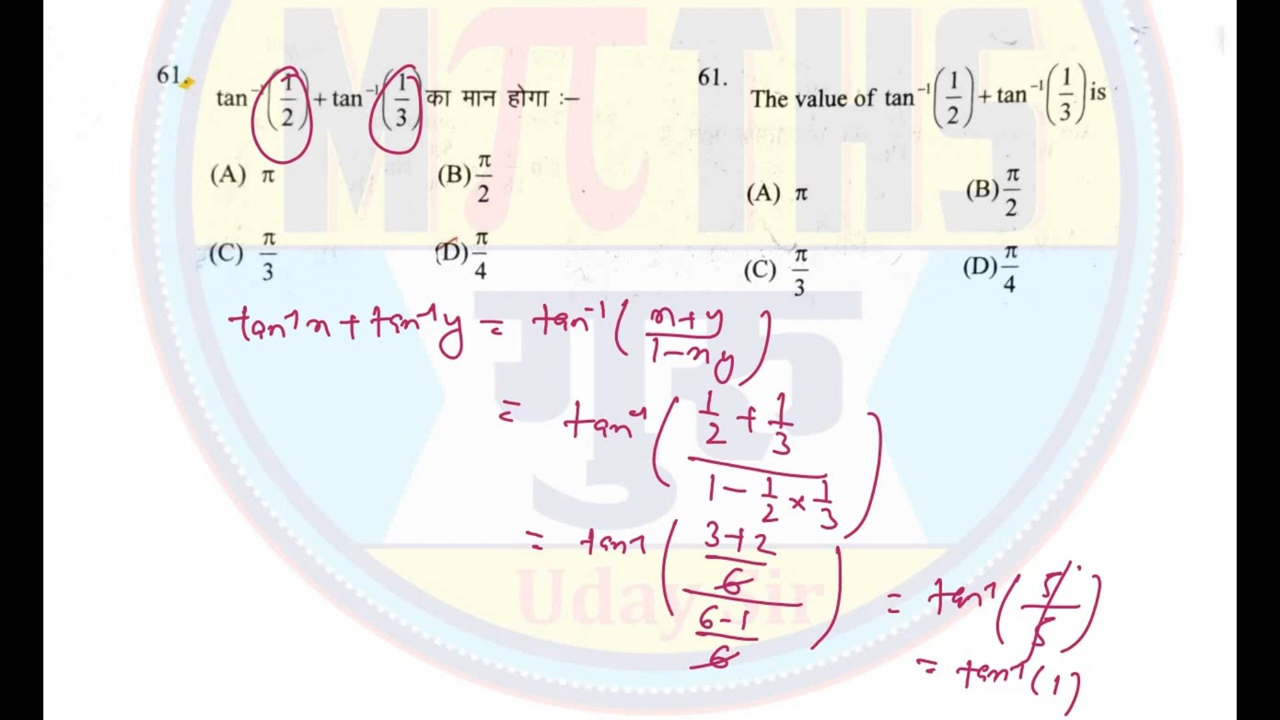 61. tan⁻¹(1/2) + tan⁻¹(1/3) का मान होगा :–
(A) π (B) π/2
(C) π/3 (D) π/4
61. The value of tan⁻¹(1/2) + tan⁻¹(1/3) is
(A) π (B) π/2
(C) π/3 (D) π/4
tan⁻¹x + tan⁻¹y = tan⁻¹((x+y)/(1-xy))
= tan⁻¹((1/2 + 1/3)/(1 - 1/2 × 1/3))
= tan⁻¹(((3+2)/6)/((6-1)/6))
= tan⁻¹(5/5)
= tan⁻¹(1)
MπTHS
गुरु
Uday Sir